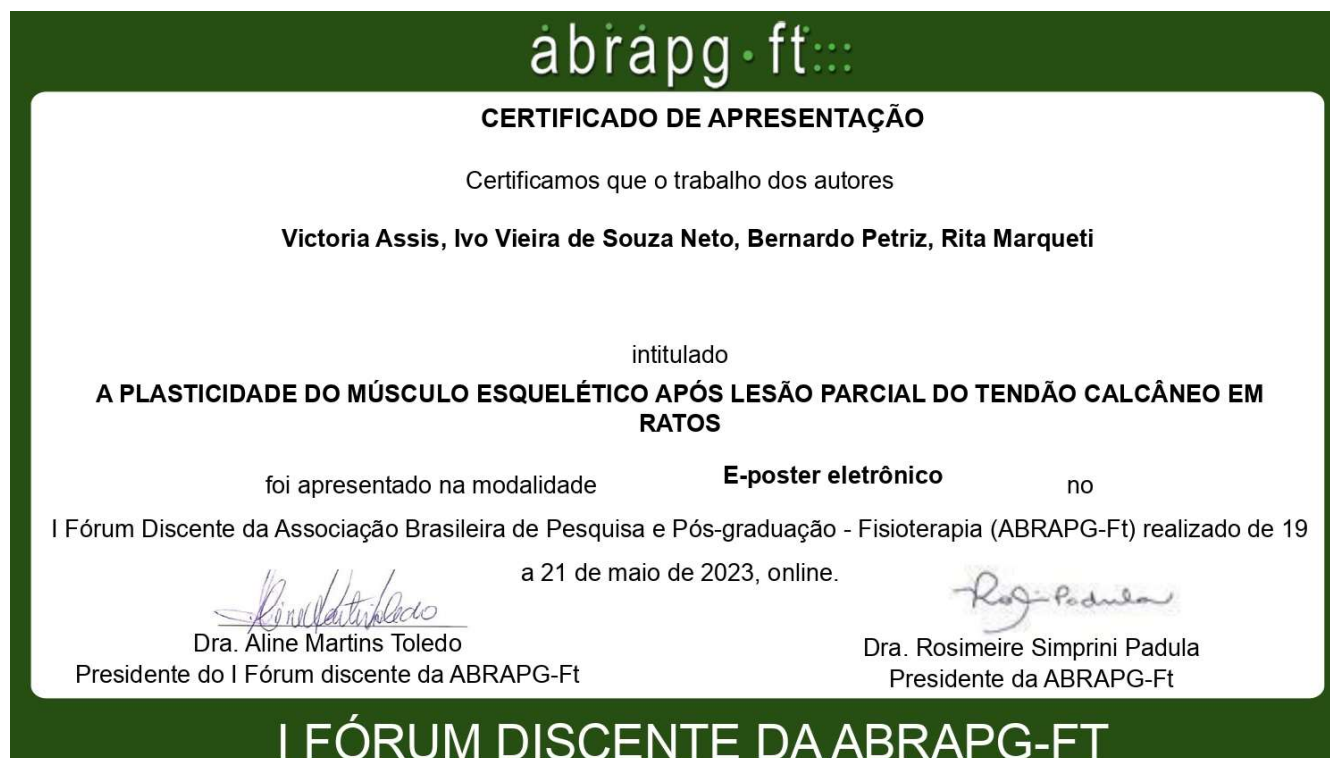 abrapg·ft
CERTIFICADO DE APRESENTAÇÃO
Certificamos que o trabalho dos autores
Victoria Assis, Ivo Vieira de Souza Neto, Bernardo Petriz, Rita Marqueti
intitulado
A PLASTICIDADE DO MÚSCULO ESQUELÉTICO APÓS LESÃO PARCIAL DO TENDÃO CALCÂNEO EM
RATOS
foi apresentado na modalidade E-poster eletrônico no
I Fórum Discente da Associação Brasileira de Pesquisa e Pós-graduação - Fisioterapia (ABRAPG-Ft) realizado de 19
a 21 de maio de 2023, online.
Dra. Aline Martins Toledo
Presidente do I Fórum discente da ABRAPG-Ft
Dra. Rosimeire Simprini Padula
Presidente da ABRAPG-Ft
I FÓRUM DISCENTE DA ABRAPG-FT